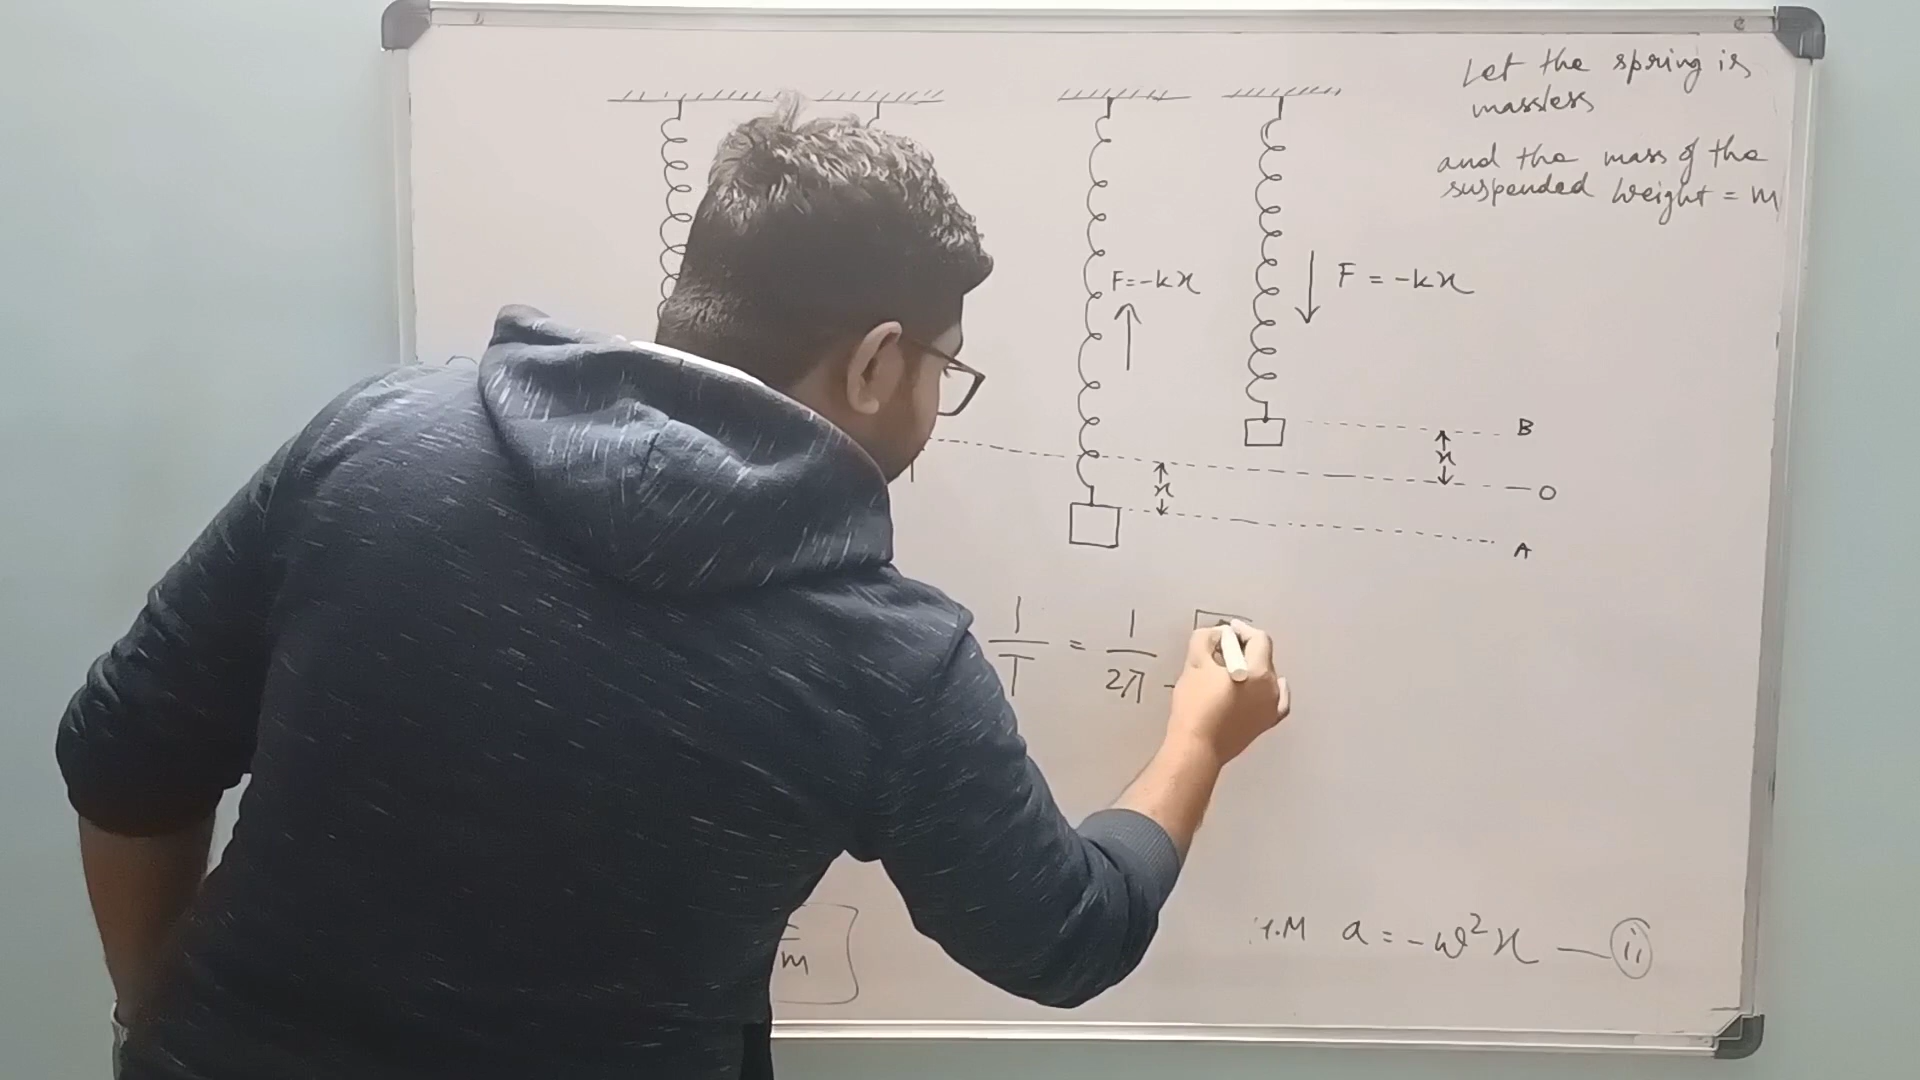 Let the spring is
massless
and the mass of the
suspended weight = m
F=-kx
F = -kx
B
x
x
O
A
1/T = 1/2π
m
.M a = -ω²x — (ii)